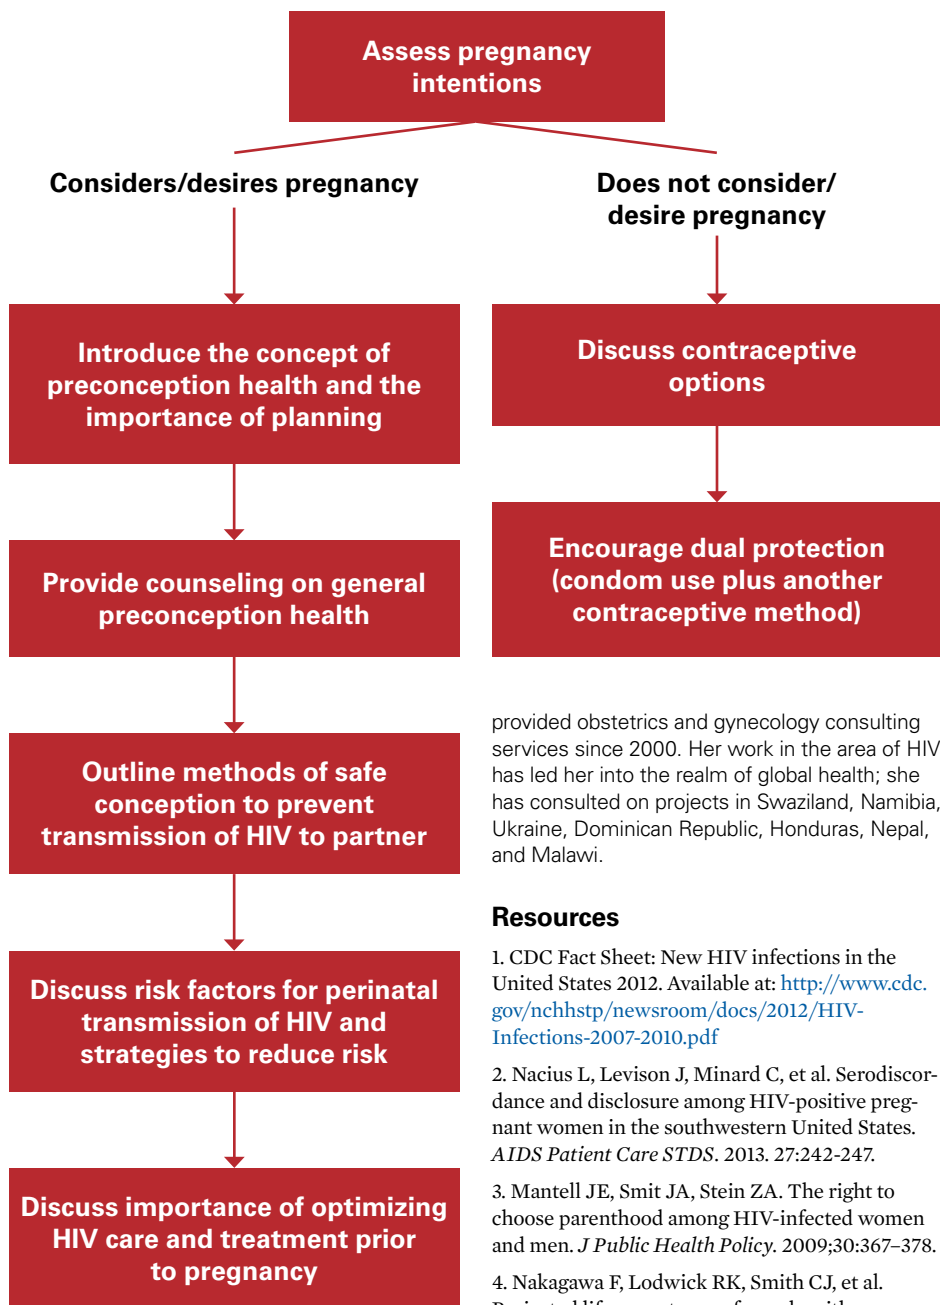 Assess pregnancy
intentions
Considers/desires pregnancy
Introduce the concept of
preconception health and the
importance of planning
Provide counseling on general
preconception health
Outline methods of safe
conception to prevent
transmission of HIV to partner
Discuss risk factors for perinatal
transmission of HIV and
strategies to reduce risk
Discuss importance of optimizing
HIV care and treatment prior
to pregnancy
Does not consider/
desire pregnancy
Discuss contraceptive
options
Encourage dual protection
(condom use plus another
contraceptive method)
provided obstetrics and gynecology consulting
services since 2000. Her work in the area of HIV
has led her into the realm of global health; she
has consulted on projects in Swaziland, Namibia,
Ukraine, Dominican Republic, Honduras, Nepal,
and Malawi.
Resources
1. CDC Fact Sheet: New HIV infections in the
United States 2012. Available at: http://www.cdc.
gov/nchhstp/newsroom/docs/2012/HIV-
Infections-2007-2010.pdf
2. Nacius L, Levison J, Minard C, et al. Serodiscor-
dance and disclosure among HIV-positive preg-
nant women in the southwestern United States.
AIDS Patient Care STDS. 2013. 27:242-247.
3. Mantell JE, Smit JA, Stein ZA. The right to
choose parenthood among HIV-infected women
and men. J Public Health Policy. 2009;30:367–378.
4. Nakagawa F, Lodwick RK, Smith CJ, et al.